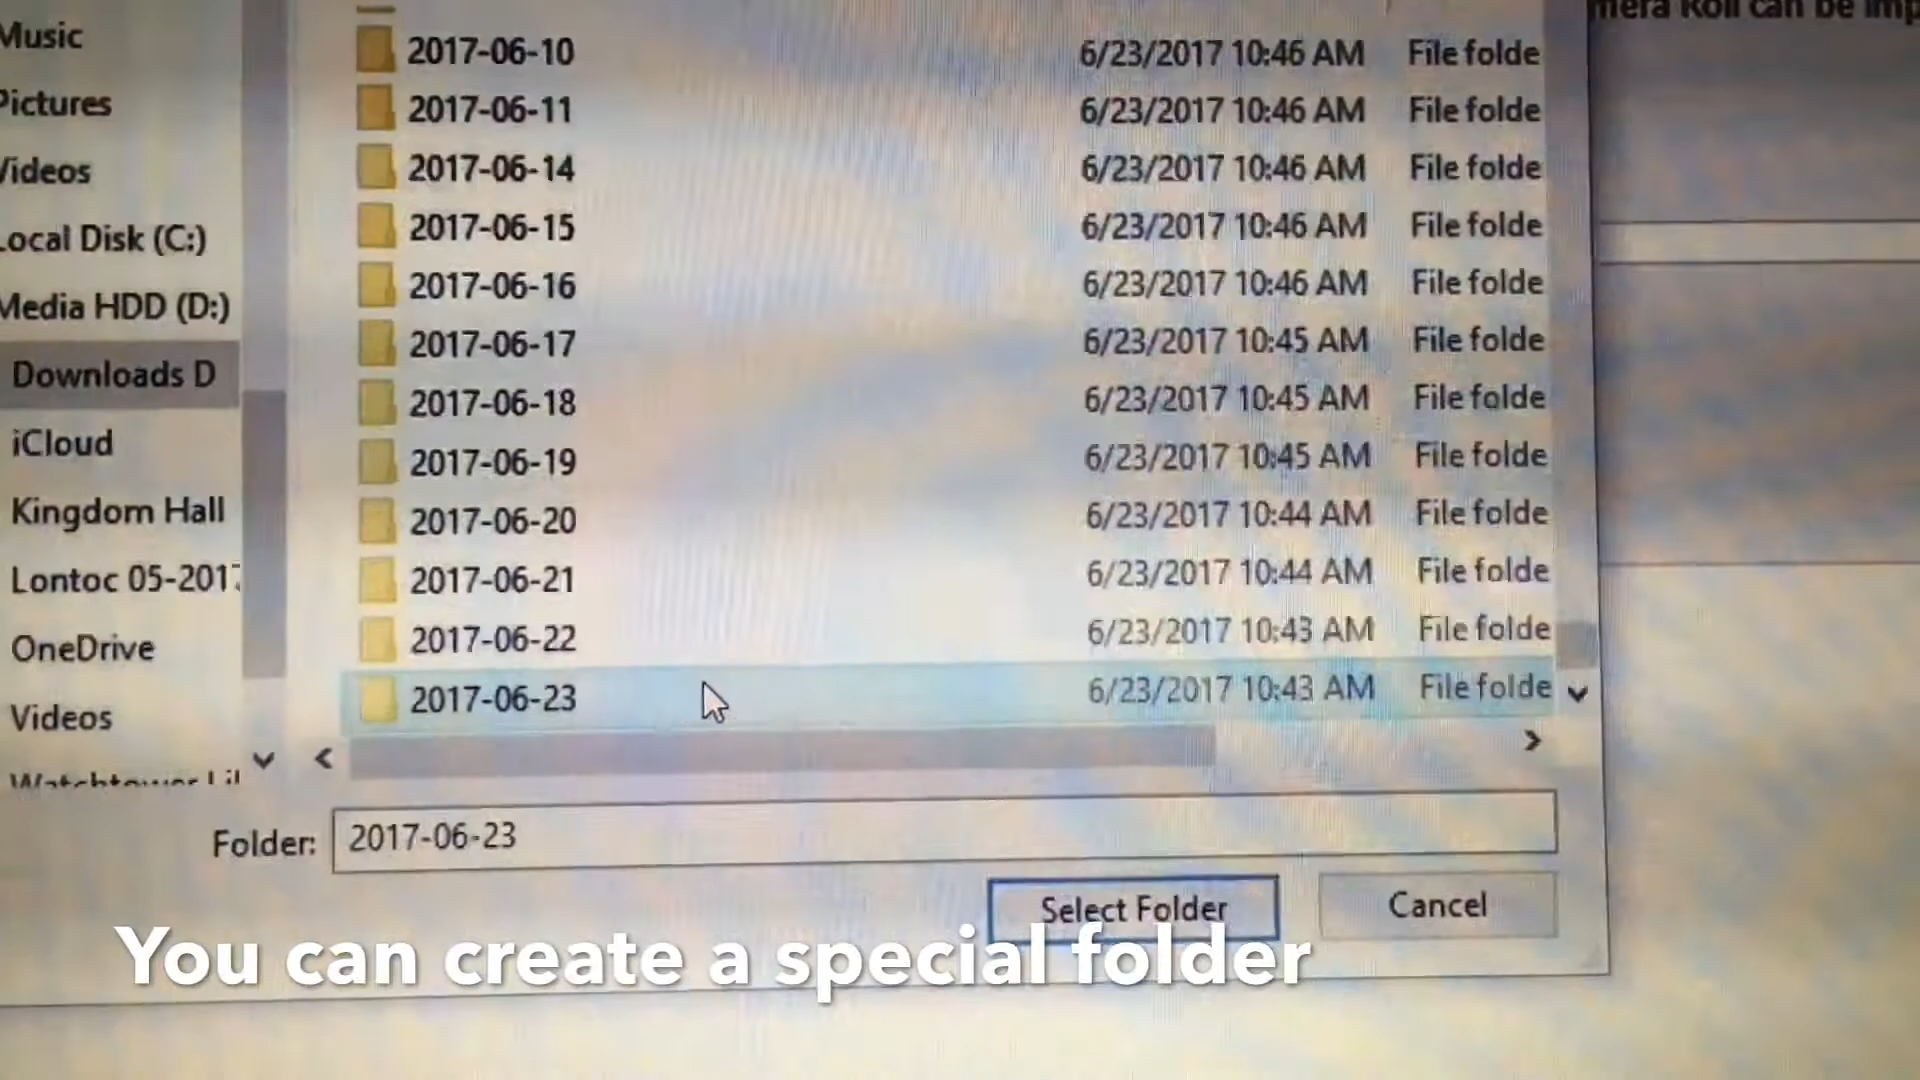 mera Roll can be imp
Music
Pictures
Videos
Local Disk (C:)
Media HDD (D:)
Downloads D
iCloud
Kingdom Hall
Lontoc 05-2017
OneDrive
Videos
2017-06-10 6/23/2017 10:46 AM File folde
2017-06-11 6/23/2017 10:46 AM File folde
2017-06-14 6/23/2017 10:46 AM File folde
2017-06-15 6/23/2017 10:46 AM File folde
2017-06-16 6/23/2017 10:46 AM File folde
2017-06-17 6/23/2017 10:45 AM File folde
2017-06-18 6/23/2017 10:45 AM File folde
2017-06-19 6/23/2017 10:45 AM File folde
2017-06-20 6/23/2017 10:44 AM File folde
2017-06-21 6/23/2017 10:44 AM File folde
2017-06-22 6/23/2017 10:43 AM File folde
2017-06-23 6/23/2017 10:43 AM File folde
Folder: 2017-06-23
Select Folder Cancel
You can create a special folder